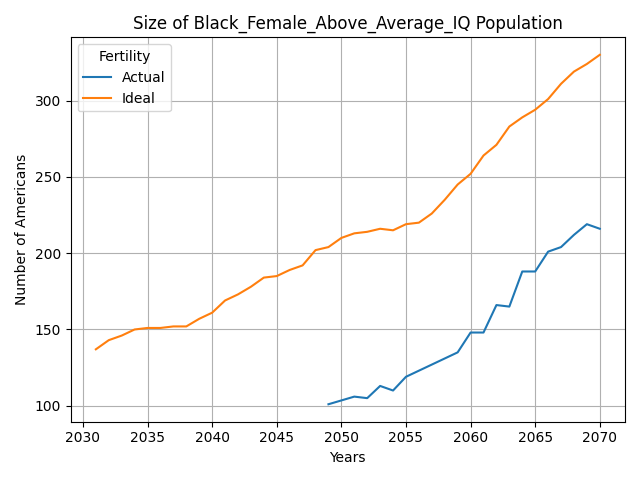 Size of Black_Female_Above_Average_IQ Population
Fertility
Actual
Ideal
Number of Americans
300
250
200
150
100
2030 2035 2040 2045 2050 2055 2060 2065 2070
Years